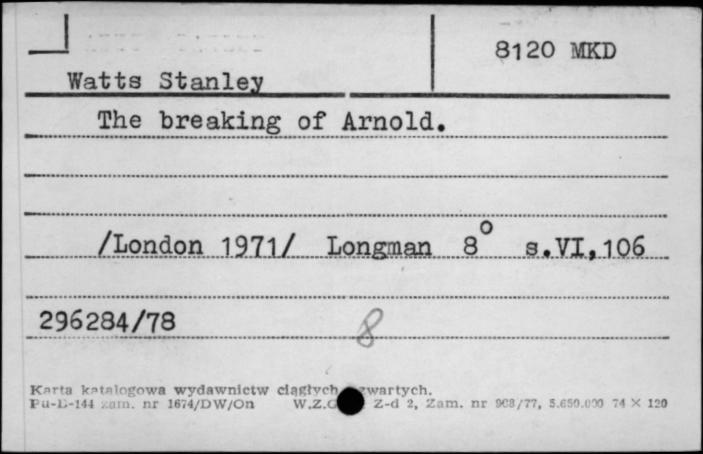 8120 MKD
Watts Stanley
The breaking of Arnold.
/London 1971/ Longman 8° s.VI,106
296284/78 8
Karta katalogowa wydawnictw ciągłych zwartych.
Pu-D-144 zam. nr 1674/DW/On W.Z.G Z-d 2, Zam. nr 908/77, 5.650.000 74 × 120